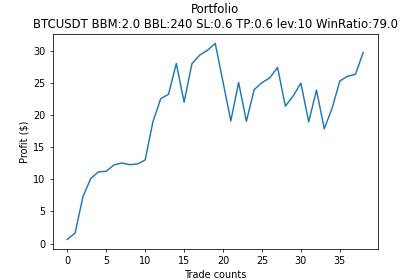 Portfolio
BTCUSDT BBM:2.0 BBL:240 SL:0.6 TP:0.6 lev:10 WinRatio:79.0
Profit ($)
30
25
20
15
10
5
0
0 5 10 15 20 25 30 35
Trade counts